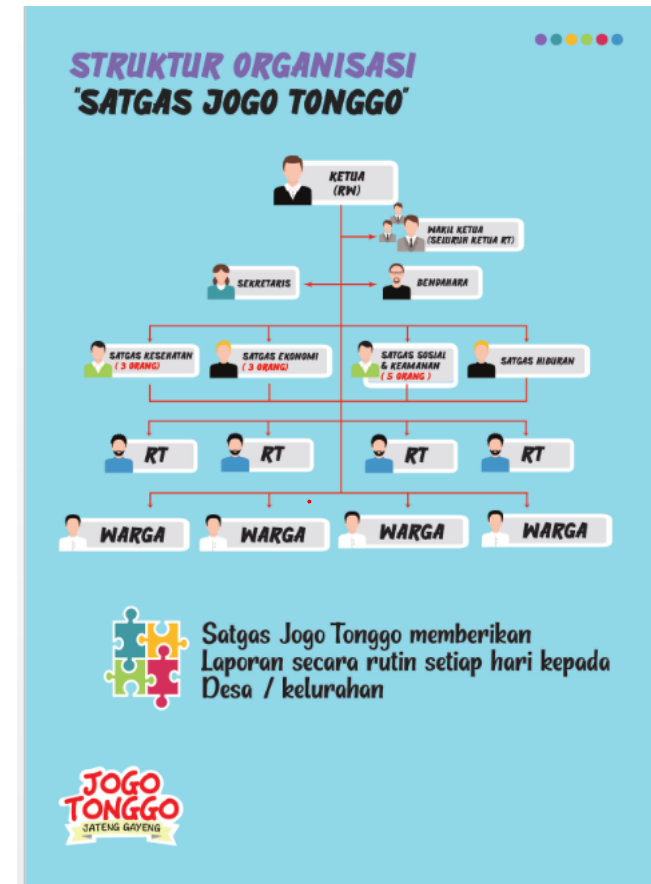 STRUKTUR ORGANISASI
"SATGAS JOGO TONGGO"
KETUA
(RW)
WAKIL KETUA
(SELURUH KETUA RT)
SEKRETARIS
BENDAHARA
SATGAS KESEHATAN
( 3 ORANG)
SATGAS EKONOMI
( 3 ORANG)
SATGAS SOSIAL
& KEAMANAN
( 5 ORANG )
SATGAS HIBURAN
RT
RT
RT
RT
WARGA
WARGA
WARGA
WARGA
Satgas Jogo Tonggo memberikan
Laporan secara rutin setiap hari kepada
Desa / kelurahan
JOGO
TONGGO
JATENG GAYENG